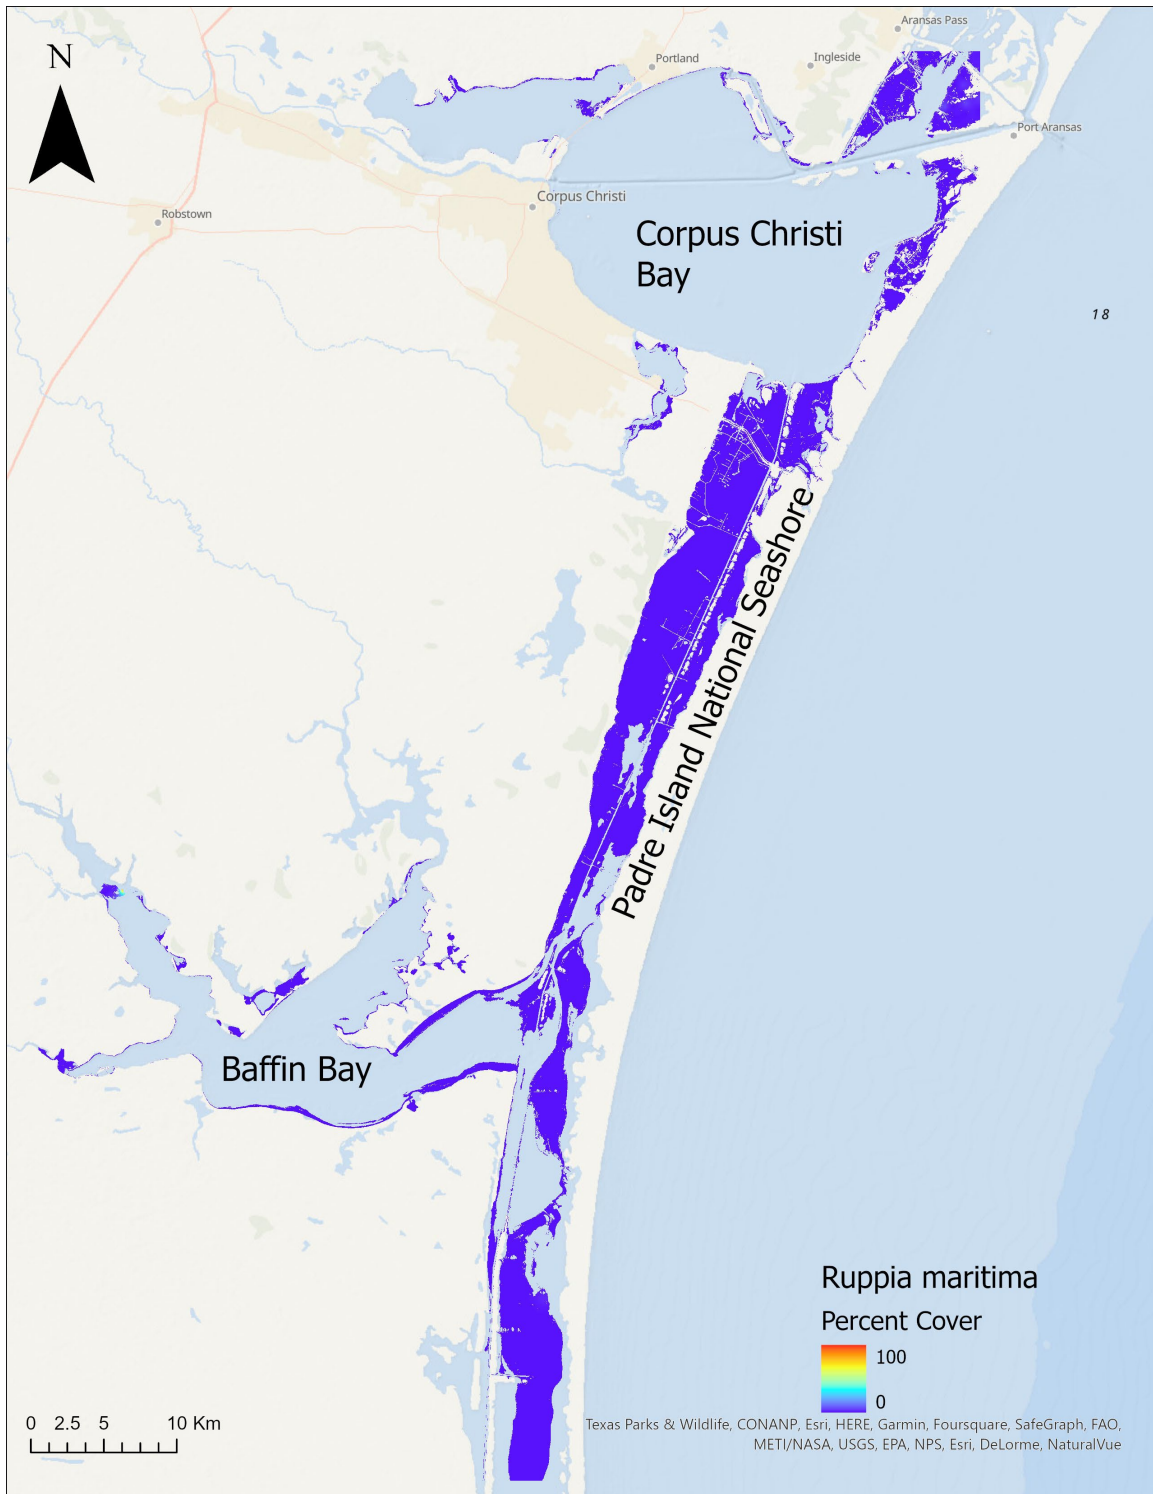 N
Aransas Pass
Portland
Ingleside
Port Aransas
Corpus Christi
Robstown
Corpus Christi
Bay
18
Padre Island National Seashore
Baffin Bay
Ruppia maritima
Percent Cover
100
0
0 2.5 5 10 Km
Texas Parks & Wildlife, CONANP, Esri, HERE, Garmin, Foursquare, SafeGraph, FAO,
METI/NASA, USGS, EPA, NPS, Esri, DeLorme, NaturalVue